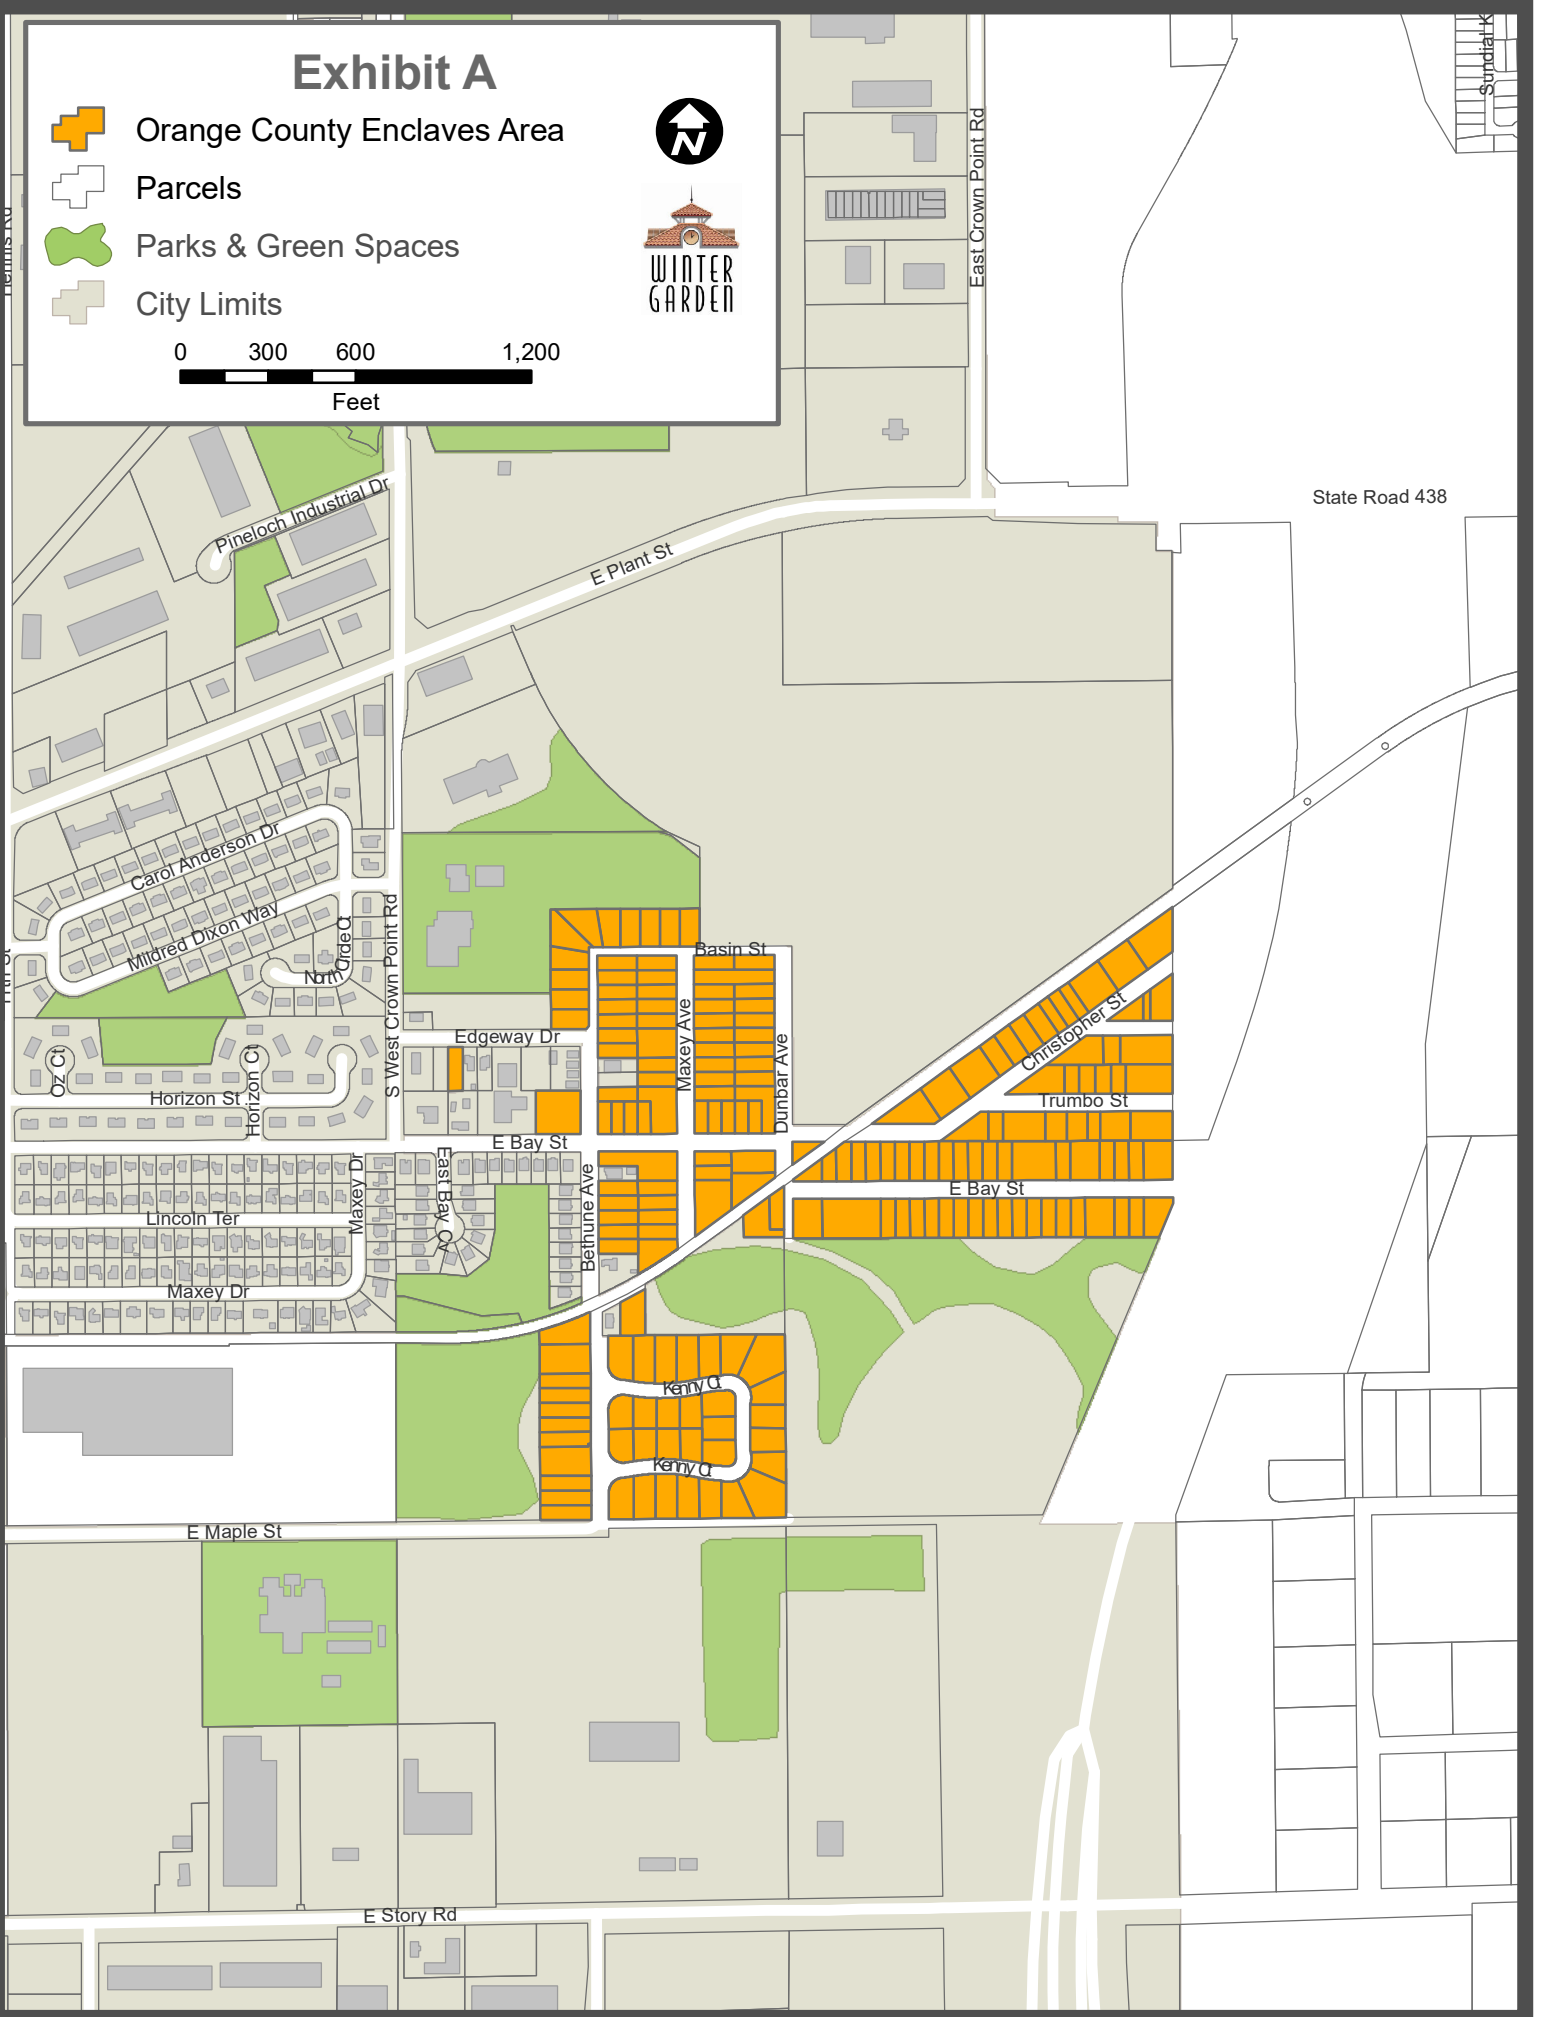 Exhibit A
Orange County Enclaves Area
Parcels
Parks & Green Spaces
City Limits
N
WINTER
GARDEN
0 300 600 1,200
Feet
Sundial K
East Crown Point Rd
State Road 438
Pineloch Industrial Dr
E Plant St
Carol Anderson Dr
Mildred Dixon Way
North
Orde Ct
S West Crown Point Rd
Basin St
Maxey Ave
Dunbar Ave
Edgeway Dr
Christopher St
Oz Ct
Horizon Ct
Horizon St
Trumbo St
E Bay St
E Bay St
Maxey Dr
East Bay Cv
Bethune Ave
Lincoln Ter
Maxey Dr
Kenny Ct
Kenny Ct
E Maple St
E Story Rd